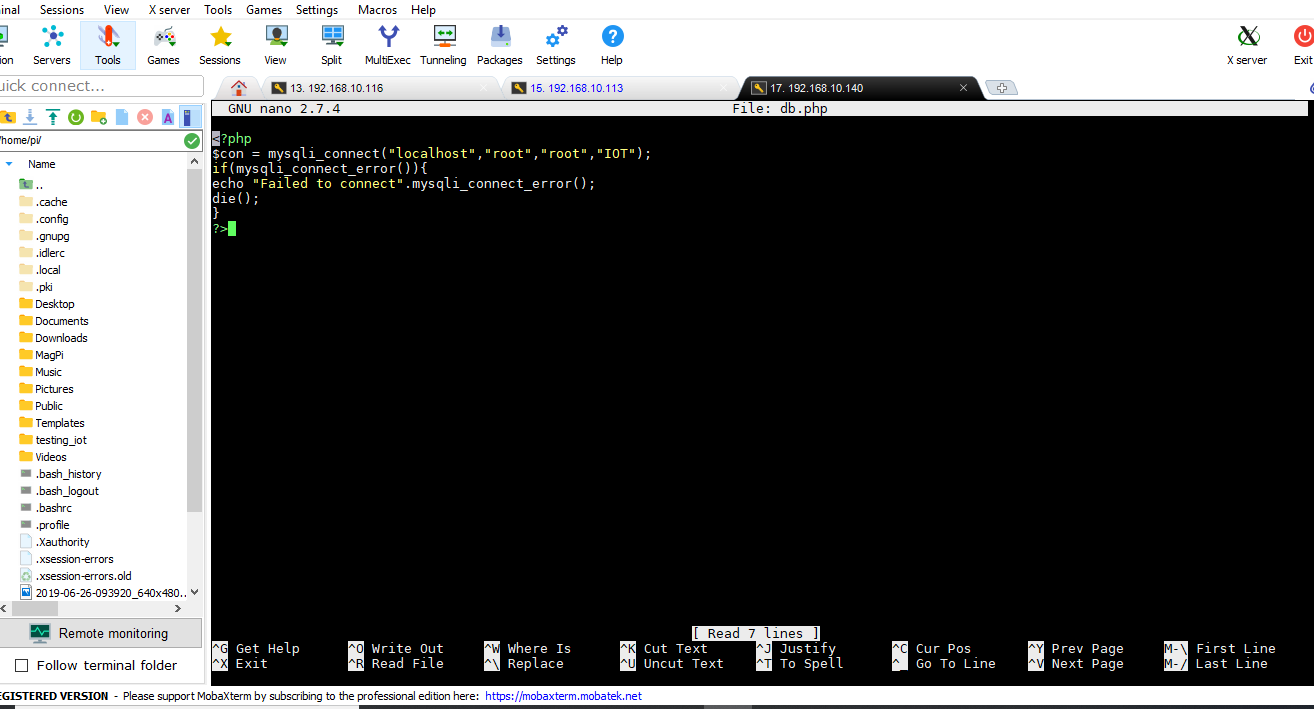 inal Sessions View X server Tools Games Settings Macros Help
ion Servers Tools Games Sessions View Split MultiExec Tunneling Packages Settings Help X server Exit
uick connect...
13. 192.168.10.116
15. 192.168.10.113
17. 192.168.10.140
/home/pi/
Name
..
.cache
.config
.gnupg
.idlerc
.local
.pki
Desktop
Documents
Downloads
MagPi
Music
Pictures
Public
Templates
testing_iot
Videos
.bash_history
.bash_logout
.bashrc
.profile
.Xauthority
.xsession-errors
.xsession-errors.old
2019-06-26-093920_640x480..
Remote monitoring
Follow terminal folder
GNU nano 2.7.4 File: db.php
<?php
$con = mysqli_connect("localhost","root","root","IOT");
if(mysqli_connect_error()){
echo "Failed to connect".mysqli_connect_error();
die();
}
?>
[ Read 7 lines ]
^G Get Help ^O Write Out ^W Where Is ^K Cut Text ^J Justify ^C Cur Pos ^Y Prev Page M-\ First Line
^X Exit ^R Read File ^\ Replace ^U Uncut Text ^T To Spell ^_ Go To Line ^V Next Page M-/ Last Line
EGISTERED VERSION - Please support MobaXterm by subscribing to the professional edition here: https://mobaxterm.mobatek.net